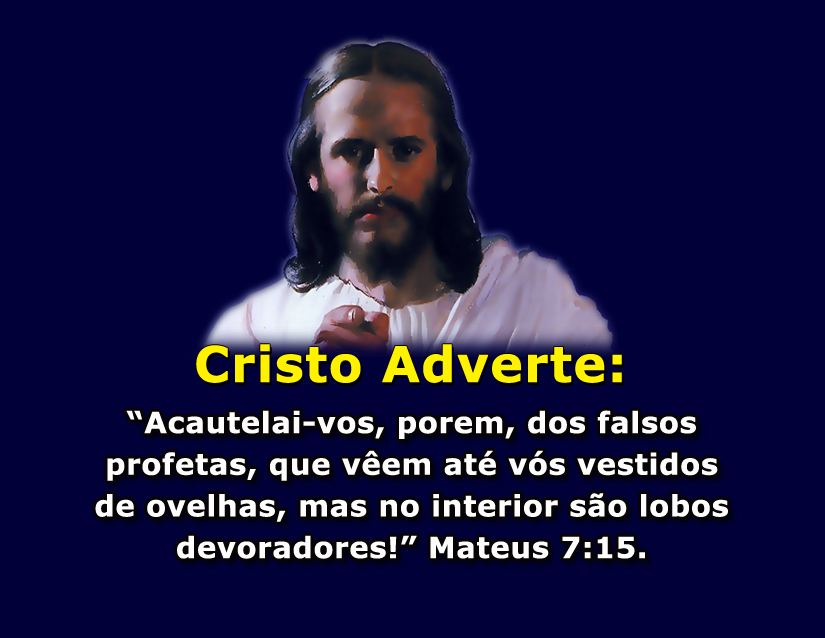 Cristo Adverte:
“Acautelai-vos, porem, dos falsos
profetas, que vêem até vós vestidos
de ovelhas, mas no interior são lobos
devoradores!” Mateus 7:15.